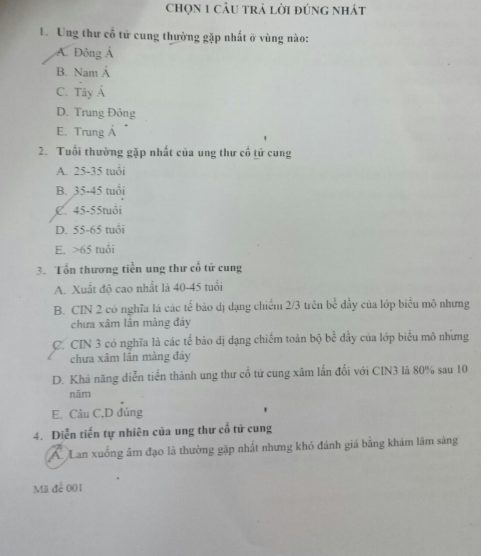 CHỌN 1 CÂU TRẢ LỜI ĐÚNG NHẤT
1. Ung thư cổ tử cung thường gặp nhất ở vùng nào:
A. Đông Á
B. Nam Á
C. Tây Á
D. Trung Đông
E. Trung Á
2. Tuổi thường gặp nhất của ung thư cổ tử cung
A. 25-35 tuổi
B. 35-45 tuổi
C. 45-55tuổi
D. 55-65 tuổi
E. >65 tuổi
3. Tổn thương tiền ung thư cổ tử cung
A. Xuất độ cao nhất là 40-45 tuổi
B. CIN 2 có nghĩa là các tế bào dị dạng chiếm 2/3 trên bề dầy của lớp biểu mô nhưng
chưa xâm lấn màng đáy
C. CIN 3 có nghĩa là các tế bào dị dạng chiếm toàn bộ bề dầy của lớp biểu mô nhưng
chưa xâm lấn màng đáy
D. Khả năng diễn tiến thành ung thư cổ tử cung xâm lấn đối với CIN3 là 80% sau 10
năm
E. Câu C,D đúng
4. Diễn tiến tự nhiên của ung thư cổ tử cung
A. Lan xuống âm đạo là thường gặp nhất nhưng khó đánh giá bằng khám lâm sàng
Mã đề 001